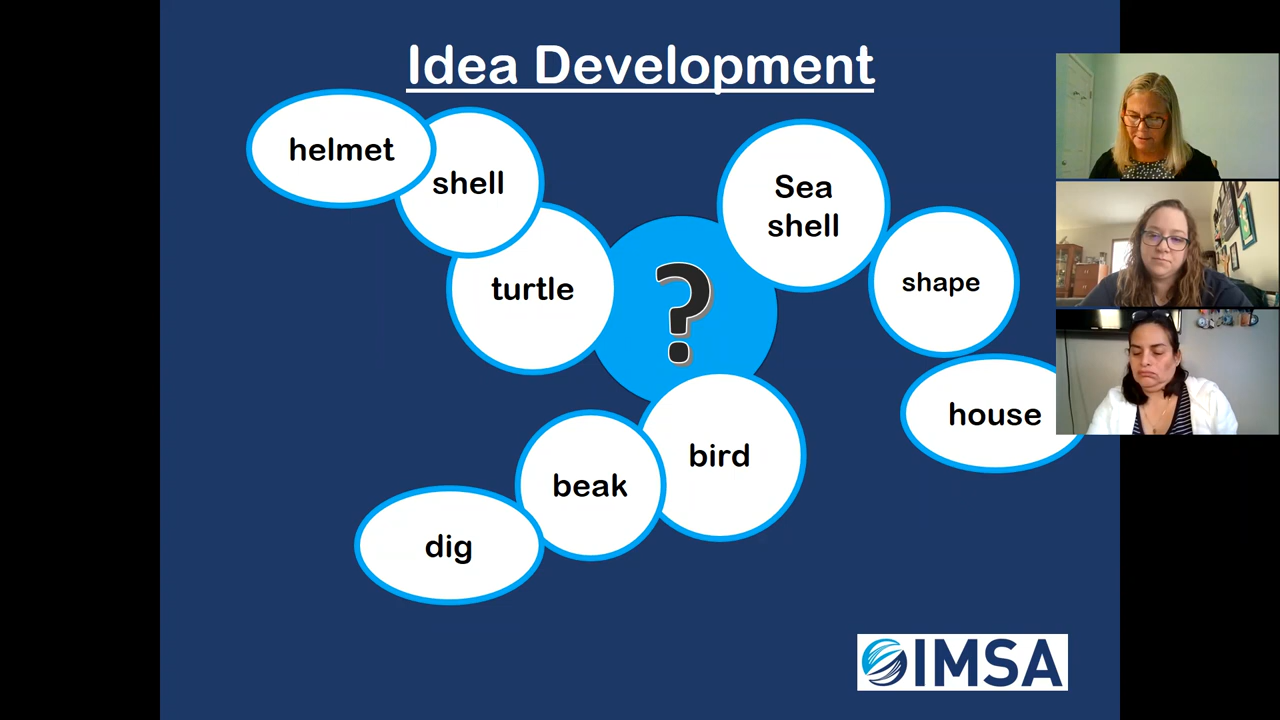 Idea Development
helmet
shell
turtle
?
Sea
shell
shape
house
bird
beak
dig
IMSA